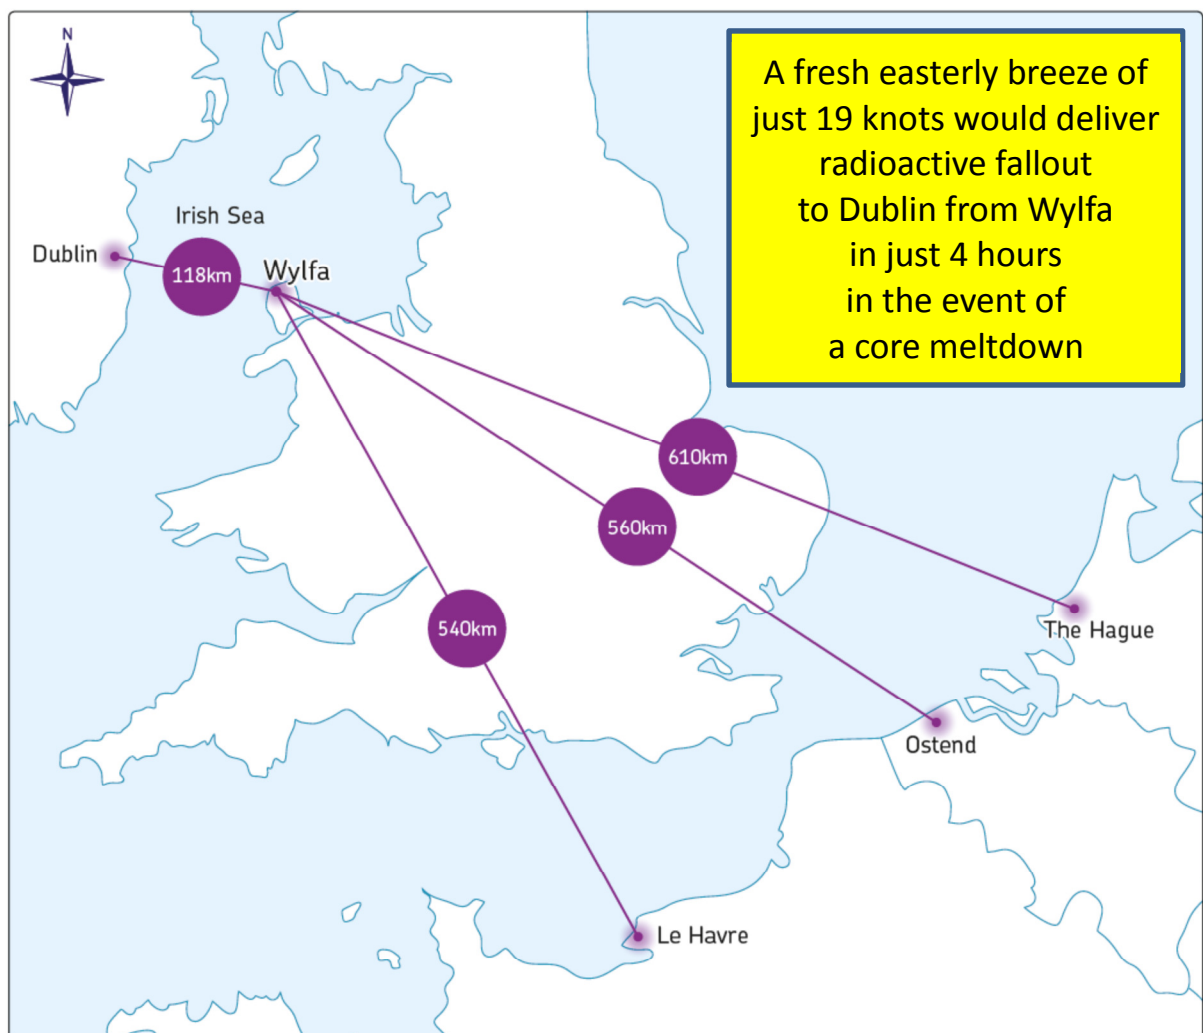 N
A fresh easterly breeze of
just 19 knots would deliver
radioactive fallout
to Dublin from Wylfa
in just 4 hours
in the event of
a core meltdown
Irish Sea
Dublin
118km
Wylfa
610km
560km
540km
The Hague
Ostend
Le Havre